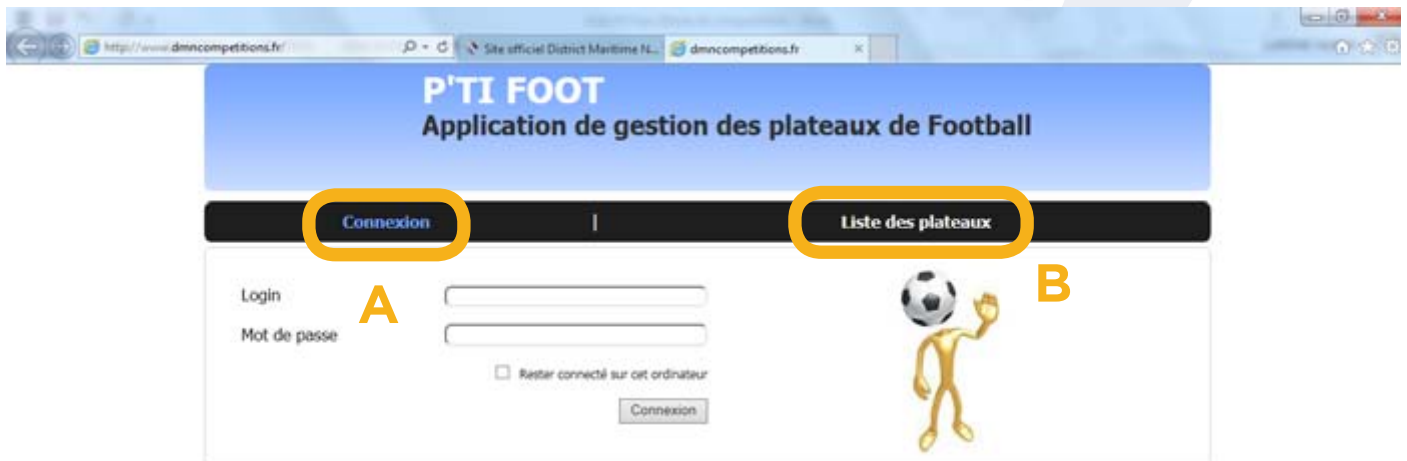 http://www.dmncompetitions.fr/ Site officiel District Maritime N... dmncompetitions.fr
P'TI FOOT
Application de gestion des plateaux de Football
Connexion | Liste des plateaux
A B
Login
Mot de passe
Rester connecté sur cet ordinateur
Connexion